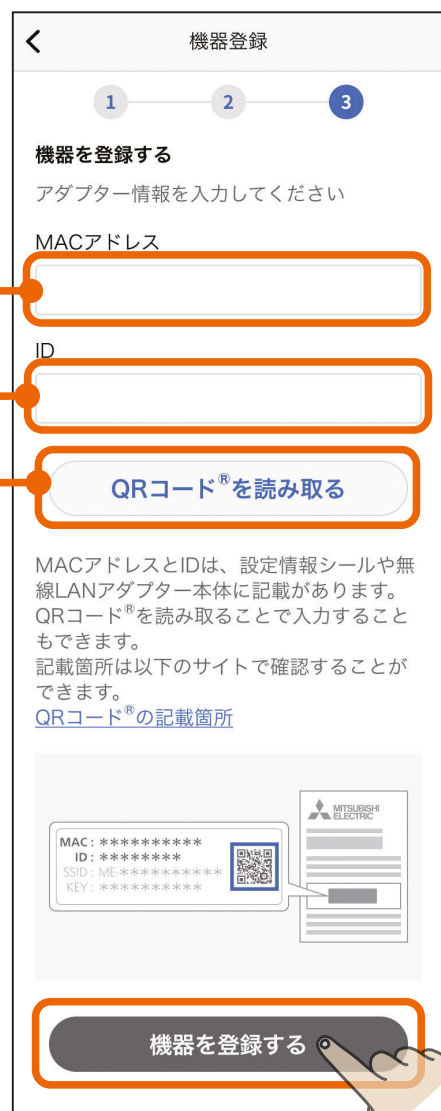 機器登録
1 2 3
機器を登録する
アダプター情報を入力してください
MACアドレス
ID
QRコード®を読み取る
MACアドレスとIDは、設定情報シールや無
線LANアダプター本体に記載があります。
QRコード®を読み取ることで入力すること
もできます。
記載箇所は以下のサイトで確認することが
できます。
QRコード®の記載箇所
MITSUBISHI
ELECTRIC
MAC : **********
ID : ********
SSID : ME-**********
KEY : **********
機器を登録する